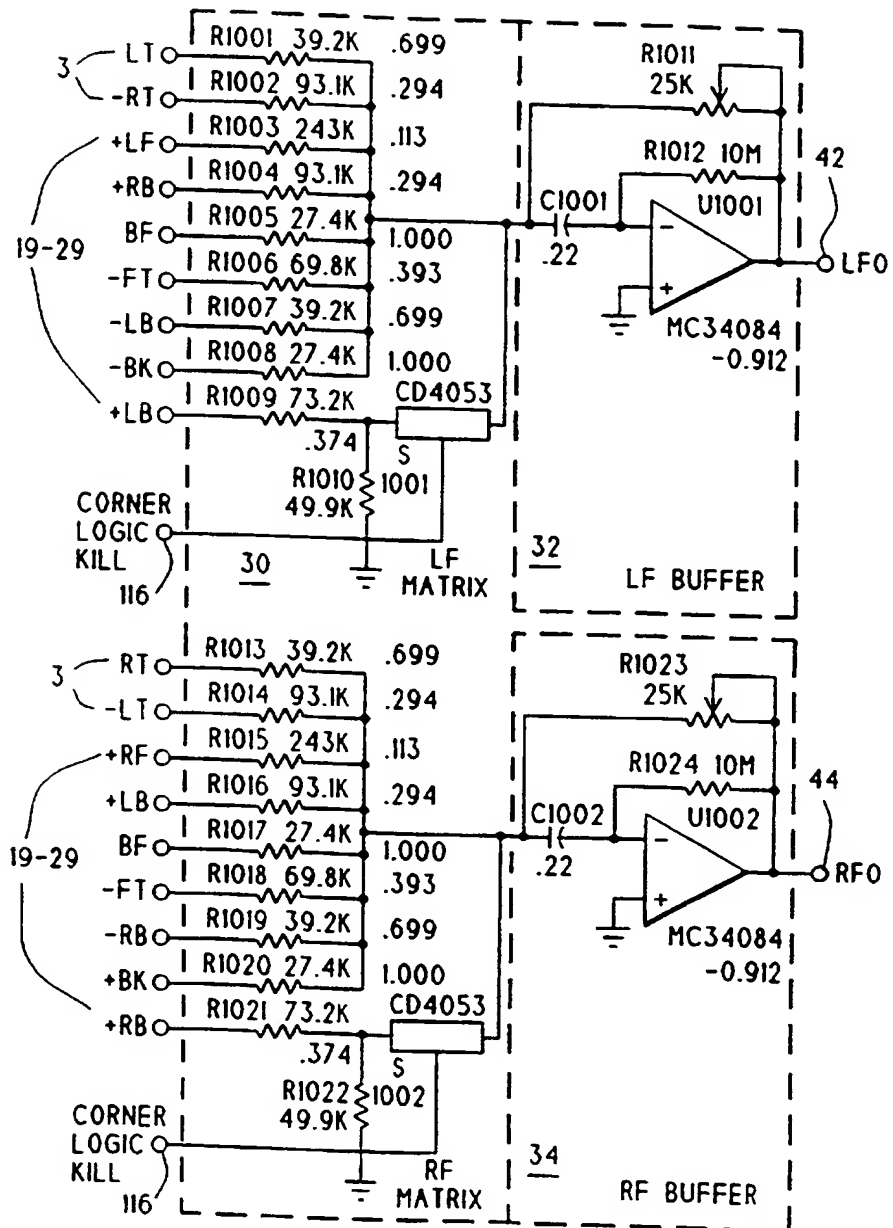 LT R1001 39.2K .699
3
-RT R1002 93.1K .294
+LF R1003 243K .113
+RB R1004 93.1K .294
19-29
BF R1005 27.4K 1.000
-FT R1006 69.8K .393
-LB R1007 39.2K .699
-BK R1008 27.4K 1.000
+LB R1009 73.2K .374
CD4053
S 1001
R1010
49.9K
CORNER
LOGIC
KILL
116
30
LF
MATRIX
R1011
25K
R1012 10M
C1001
.22
U1001
-
+
MC34084
-0.912
42
LFO
32
LF BUFFER
RT R1013 39.2K .699
3
-LT R1014 93.1K .294
+RF R1015 243K .113
+LB R1016 93.1K .294
19-29
BF R1017 27.4K 1.000
-FT R1018 69.8K .393
-RB R1019 39.2K .699
+BK R1020 27.4K 1.000
+RB R1021 73.2K .374
CD4053
S 1002
R1022
49.9K
CORNER
LOGIC
KILL
116
RF
MATRIX
R1023
25K
R1024 10M
C1002
.22
U1002
-
+
MC34084
-0.912
44
RFO
34
RF BUFFER